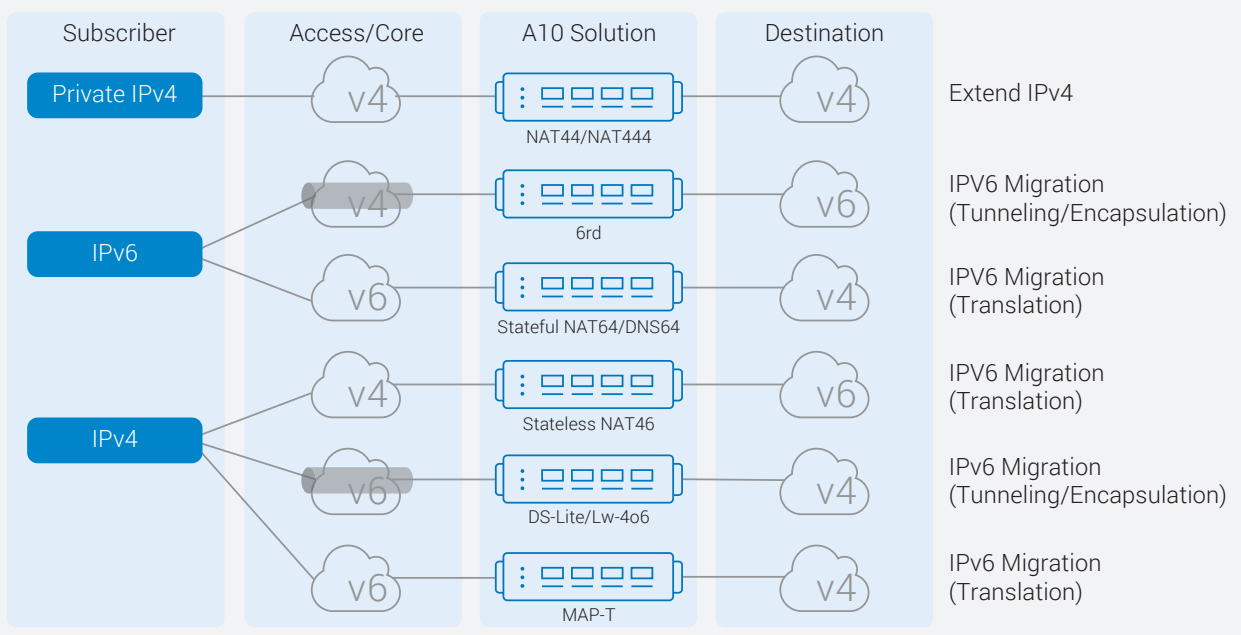 Subscriber
Access/Core
A10 Solution
Destination
Private IPv4
v4
NAT44/NAT444
v4
Extend IPv4
IPv6
v4
6rd
v6
IPV6 Migration
(Tunneling/Encapsulation)
v6
Stateful NAT64/DNS64
v4
IPV6 Migration
(Translation)
IPv4
v4
Stateless NAT46
v6
IPV6 Migration
(Translation)
v6
DS-Lite/Lw-4o6
v4
IPv6 Migration
(Tunneling/Encapsulation)
v6
MAP-T
v4
IPv6 Migration
(Translation)